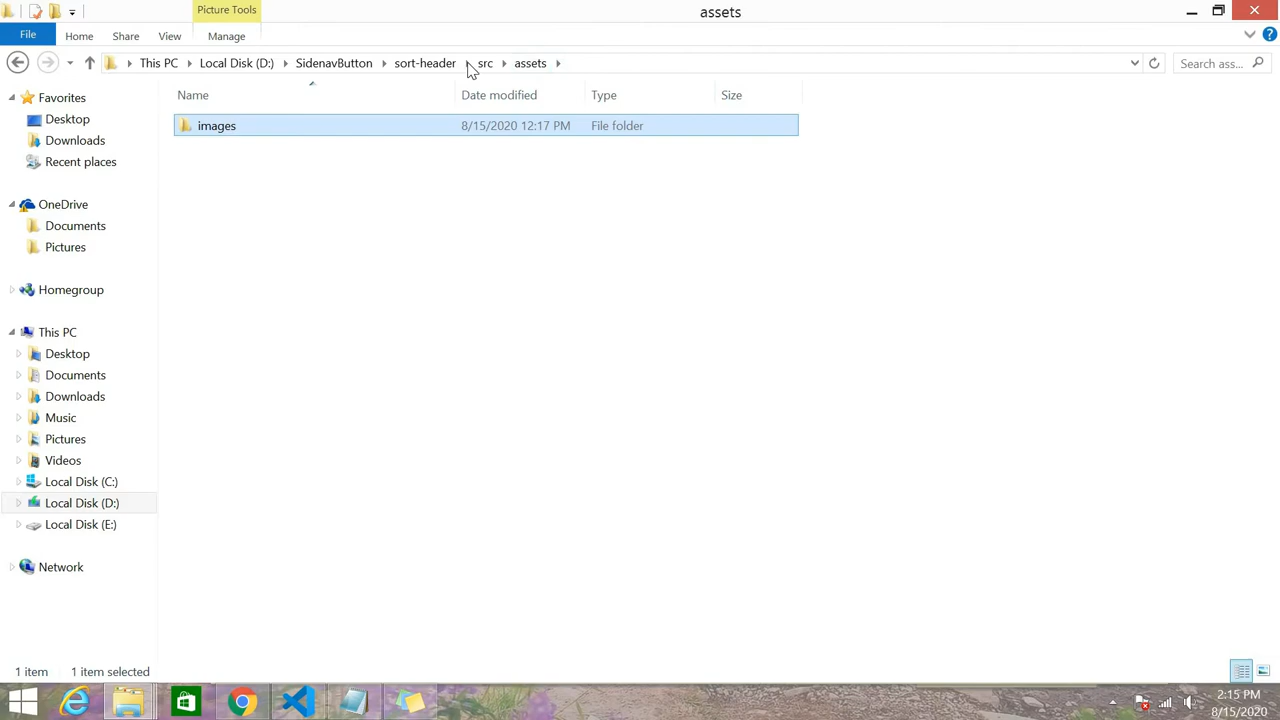 Picture Tools
assets
File
Home
Share
View
Manage
This PC
Local Disk (D:)
SidenavButton
sort-header
src
assets
Search ass...
Name
Date modified
Type
Size
images
8/15/2020 12:17 PM
File folder
Favorites
Desktop
Downloads
Recent places
OneDrive
Documents
Pictures
Homegroup
This PC
Desktop
Documents
Downloads
Music
Pictures
Videos
Local Disk (C:)
Local Disk (D:)
Local Disk (E:)
Network
1 item
1 item selected
2:15 PM
8/15/2020